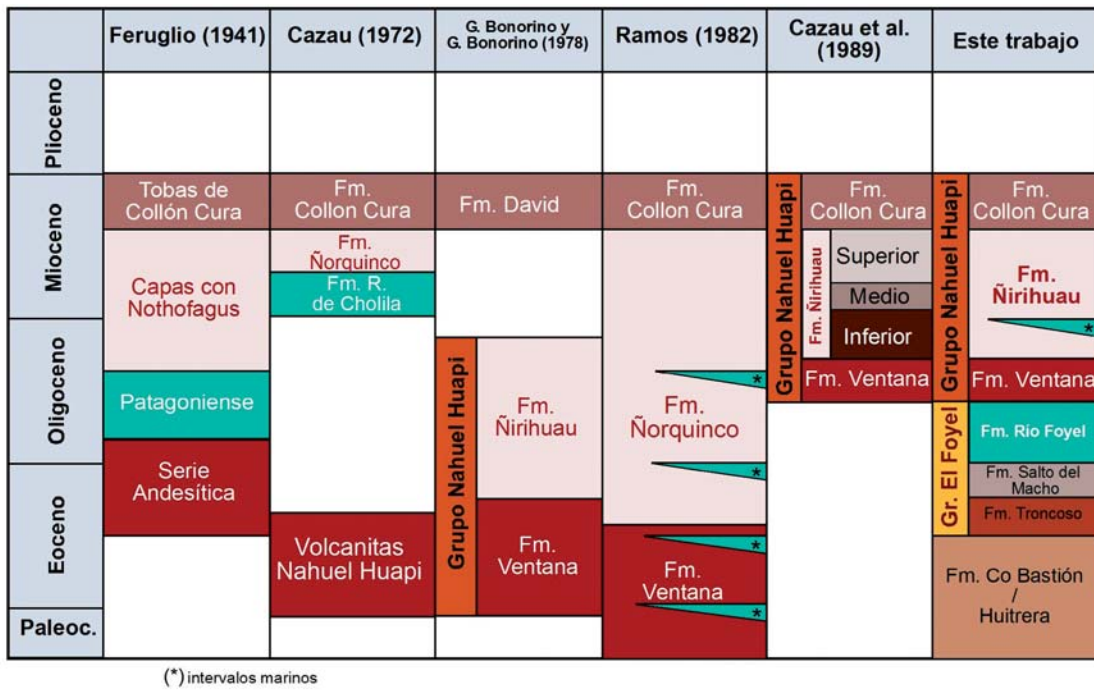 Feruglio (1941)
Cazau (1972)
G. Bonorino y
G. Bonorino (1978)
Ramos (1982)
Cazau et al.
(1989)
Este trabajo
Plioceno
Mioceno
Oligoceno
Eoceno
Paleoc.
Tobas de
Collón Cura
Capas con
Nothofagus
Patagoniense
Serie
Andesítica
Fm.
Collon Cura
Fm.
Ñorquinco
Fm. R.
de Cholila
Volcanitas
Nahuel Huapi
Fm. David
Grupo Nahuel Huapi
Fm.
Ñirihuau
Fm.
Ventana
Fm.
Collon Cura
*
Fm.
Ñorquinco
*
*
Fm.
Ventana
*
Grupo Nahuel Huapi
Fm.
Collon Cura
Fm. Ñirihuau
Superior
Medio
Inferior
Fm. Ventana
Grupo Nahuel Huapi
Fm.
Collon Cura
Fm.
Ñirihuau
*
Fm. Ventana
Gr. El Foyel
Fm. Río Foyel
Fm. Salto del
Macho
Fm. Troncoso
Fm. Co Bastión
/
Huitrera
(*) intervalos marinos